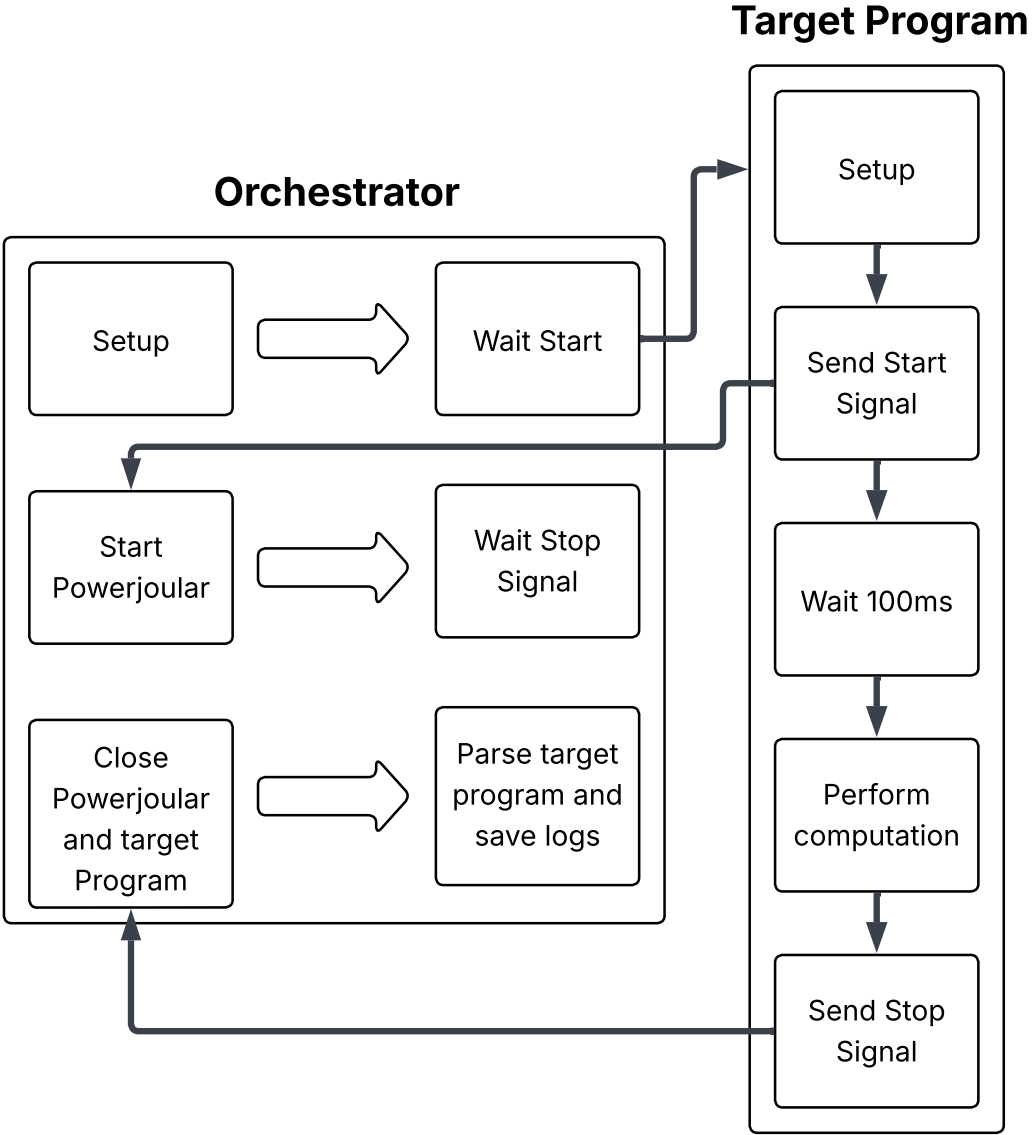 Target Program
Setup
Send Start
Signal
Wait 100ms
Perform
computation
Send Stop
Signal
Orchestrator
Setup
Wait Start
Start
Powerjoular
Wait Stop
Signal
Close
Powerjoular
and target
Program
Parse target
program and
save logs